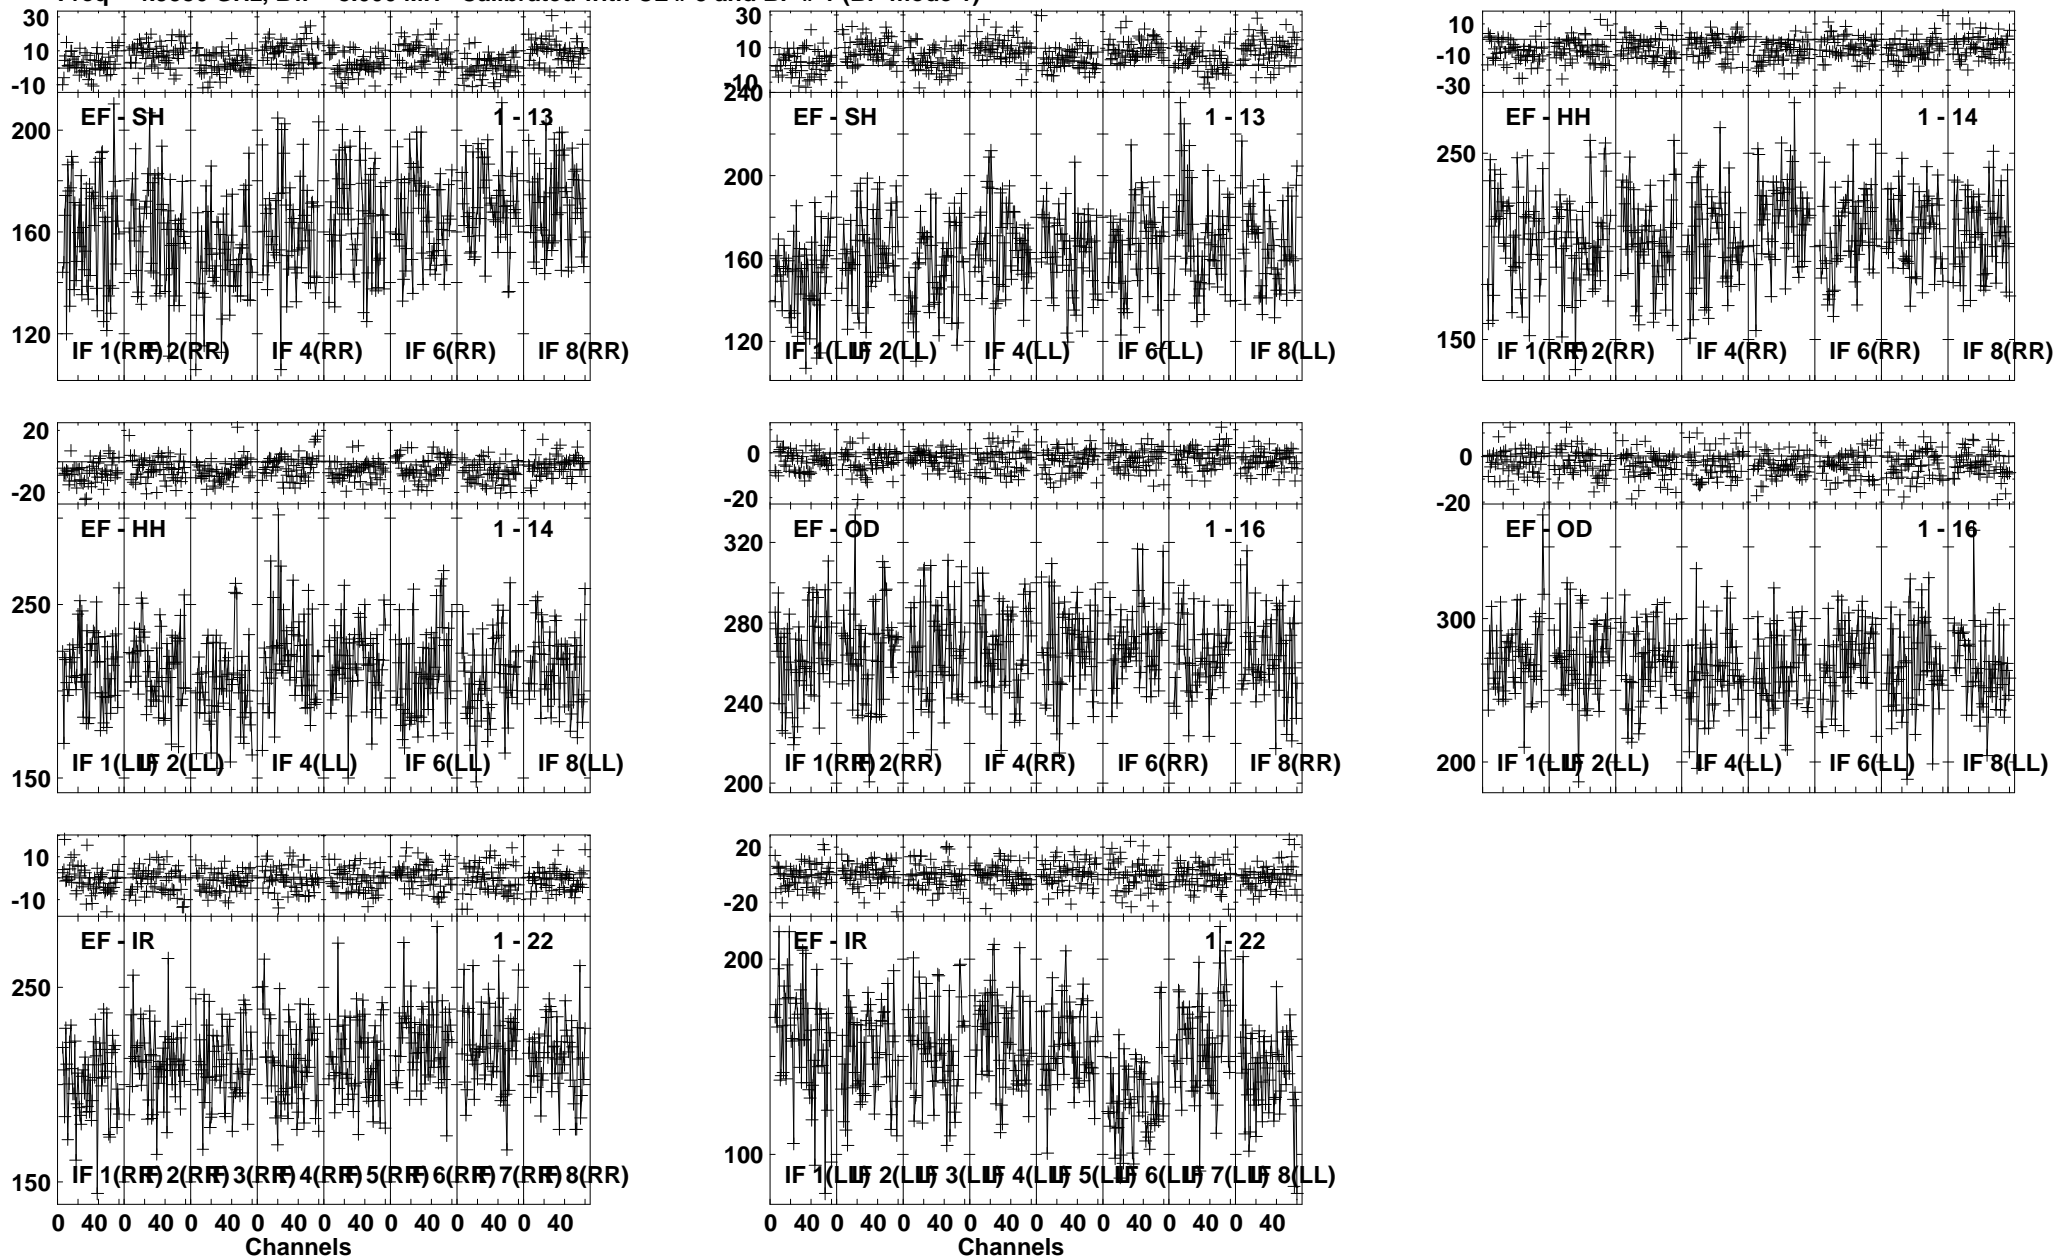 30
10
-10
EF - SH 1 - 13
200
160
120
IF 1(RR) IF 2(RR) IF 4(RR) IF 6(RR) IF 8(RR)
30
10
-10
240
EF - SH 1 - 13
200
160
120
IF 1(LL) IF 2(LL) IF 4(LL) IF 6(LL) IF 8(LL)
10
-10
-30
EF - HH 1 - 14
250
150
IF 1(RR) IF 2(RR) IF 4(RR) IF 6(RR) IF 8(RR)
20
-20
EF - HH 1 - 14
250
150
IF 1(LL) IF 2(LL) IF 4(LL) IF 6(LL) IF 8(LL)
0
-20
EF - OD 1 - 16
320
280
240
200
IF 1(RR) IF 2(RR) IF 4(RR) IF 6(RR) IF 8(RR)
0
-20
EF - OD 1 - 16
300
200
IF 1(LL) IF 2(LL) IF 4(LL) IF 6(LL) IF 8(LL)
10
-10
EF - IR 1 - 22
250
150
IF 1(RR) IF 2(RR) IF 3(RR) IF 4(RR) IF 5(RR) IF 6(RR) IF 7(RR) IF 8(RR)
0 40 0 40 0 40 0 40 0 40 0 40 0 40 0 40
Channels
20
-20
EF - IR 1 - 22
200
100
IF 1(LL) IF 2(LL) IF 3(LL) IF 4(LL) IF 5(LL) IF 6(LL) IF 7(LL) IF 8(LL)
0 40 0 40 0 40 0 40 0 40 0 40 0 40 0 40
Channels